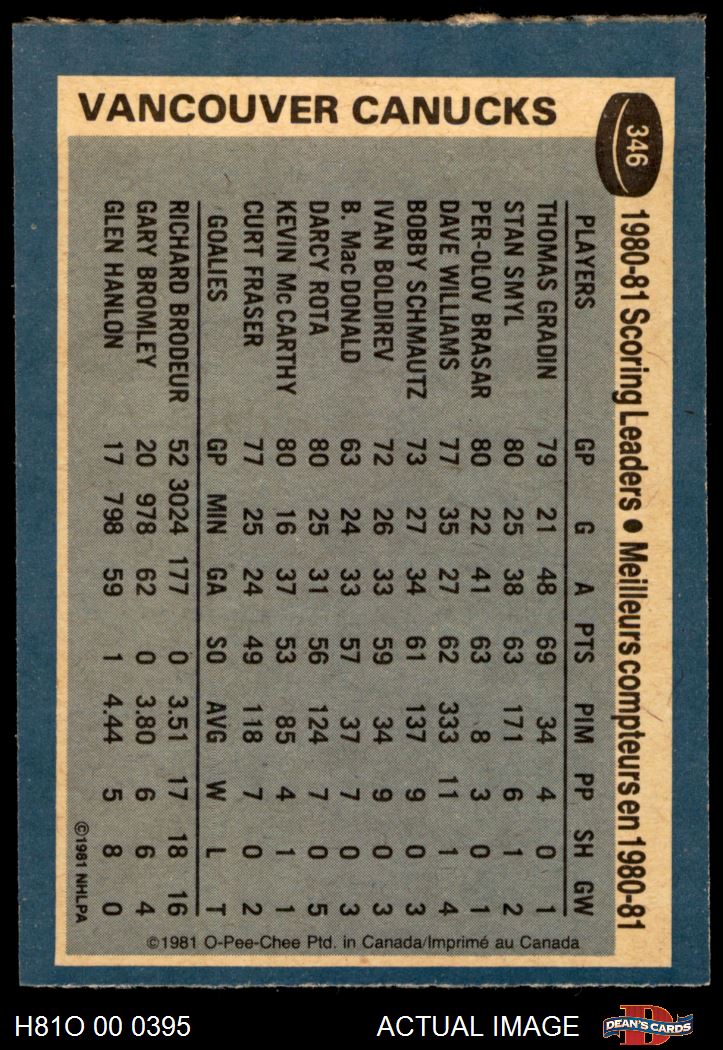 VANCOUVER CANUCKS
346
1980-81 Scoring Leaders • Meilleurs compteurs en 1980-81
PLAYERS GP G A PTS PIM PP SH GW
THOMAS GRADIN 79 21 48 69 34 4 0 1
STAN SMYL 80 25 38 63 171 6 1 2
PER-OLOV BRASAR 80 22 41 63 8 3 0 1
DAVE WILLIAMS 77 35 27 62 333 11 1 4
BOBBY SCHMAUTZ 73 27 34 61 137 9 0 3
IVAN BOLDIREV 72 26 33 59 34 9 0 3
B. Mac DONALD 63 24 33 57 37 7 0 3
DARCY ROTA 80 25 31 56 124 7 0 5
KEVIN Mc CARTHY 80 16 37 53 85 4 1 1
CURT FRASER 77 25 24 49 118 7 0 2
GOALIES GP MIN GA SO AVG W L T
RICHARD BRODEUR 52 3024 177 0 3.51 17 18 16
GARY BROMLEY 20 978 62 0 3.80 6 6 4
GLEN HANLON 17 798 59 1 4.44 5 8 0
©1981 NHLPA
©1981 O-Pee-Chee Ptd. in Canada/Imprimé au Canada
H81O 00 0395
ACTUAL IMAGE
DEAN'S CARDS